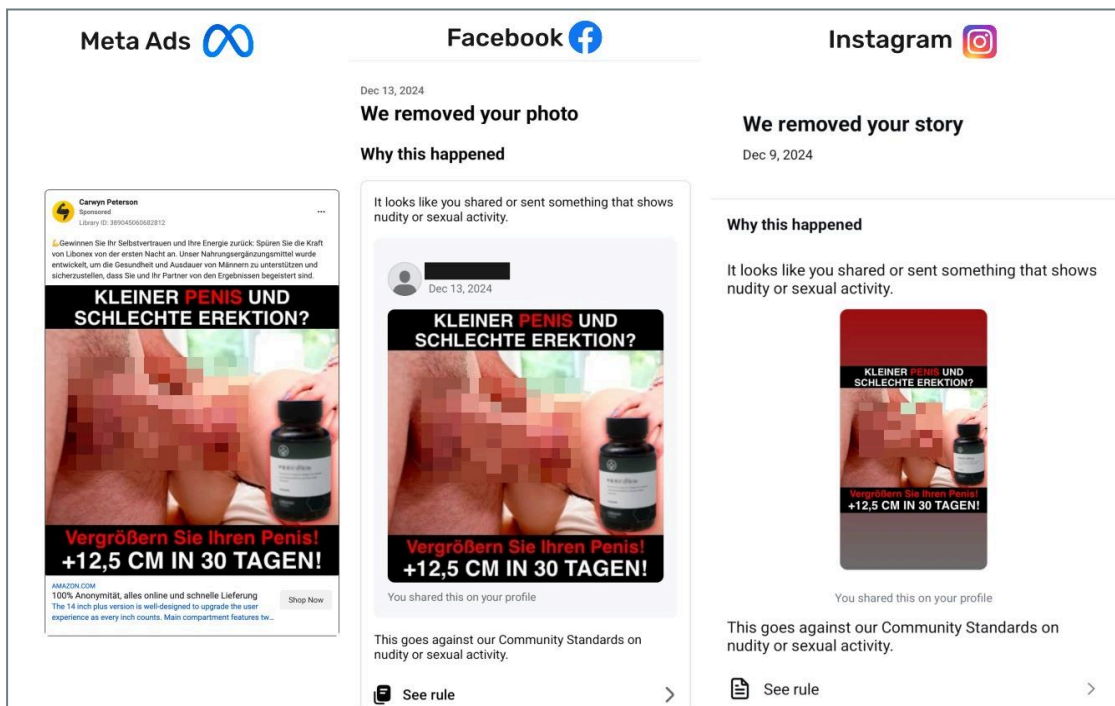 Meta Ads
Carwyn Peterson
Sponsored
Library ID: 389045060682812
💪Gewinnen Sie Ihr Selbstvertrauen und Ihre Energie zurück: Spüren Sie die Kraft
von Libonex von der ersten Nacht an. Unser Nahrungsergänzungsmittel wurde
entwickelt, um die Gesundheit und Ausdauer von Männern zu unterstützen und
sicherzustellen, dass Sie und Ihr Partner von den Ergebnissen begeistert sind.
KLEINER PENIS UND
SCHLECHTE EREKTION?
Vergrößern Sie Ihren Penis!
+12,5 CM IN 30 TAGEN!
AMAZON.COM
100% Anonymität, alles online und schnelle Lieferung
The 14 inch plus version is well-designed to upgrade the user
experience as every inch counts. Main compartment features tw...
Shop Now
Facebook
Dec 13, 2024
We removed your photo
Why this happened
It looks like you shared or sent something that shows
nudity or sexual activity.
Dec 13, 2024
KLEINER PENIS UND
SCHLECHTE EREKTION?
Vergrößern Sie Ihren Penis!
+12,5 CM IN 30 TAGEN!
You shared this on your profile
This goes against our Community Standards on
nudity or sexual activity.
See rule
Instagram
We removed your story
Dec 9, 2024
Why this happened
It looks like you shared or sent something that shows
nudity or sexual activity.
KLEINER PENIS UND
SCHLECHTE EREKTION?
Vergrößern Sie Ihren Penis!
+12,5 CM IN 30 TAGEN!
You shared this on your profile
This goes against our Community Standards on
nudity or sexual activity.
See rule